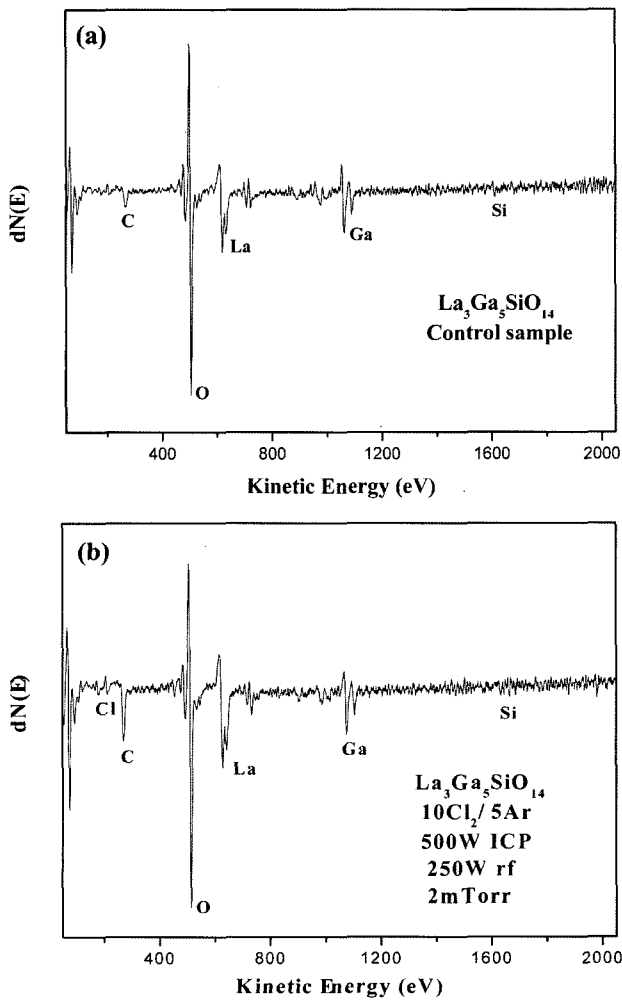 (a)
dN(E)
C
O
La
Ga
Si
La₃Ga₅SiO₁₄
Control sample
400 800 1200 1600 2000
Kinetic Energy (eV)
(b)
dN(E)
Cl
C
O
La
Ga
Si
La₃Ga₅SiO₁₄
10Cl₂/ 5Ar
500W ICP
250W rf
2mTorr
400 800 1200 1600 2000
Kinetic Energy (eV)